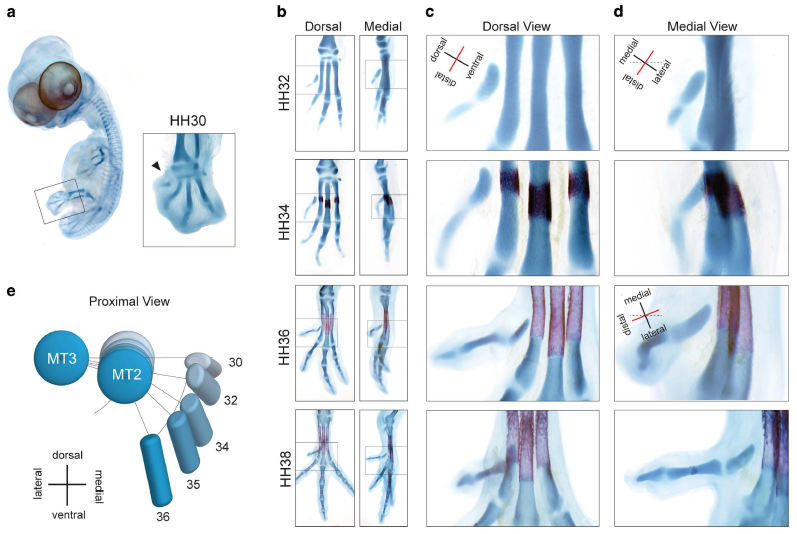 a
HH30
b
Dorsal
Medial
HH32
HH34
HH36
HH38
c
Dorsal View
dorsal
ventral
distal
d
Medial View
medial
lateral
distal
medial
distal
lateral
e
Proximal View
MT3
MT2
30
32
34
35
36
dorsal
lateral
medial
ventral